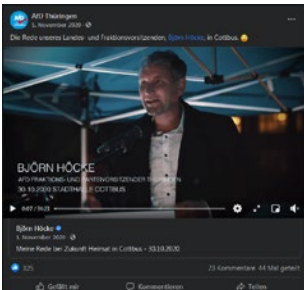 AfD Thüringen
1. November 2020
Die Rede unseres Landes- und Fraktionsvorsitzenden, Björn Höcke, in Cottbus.
BJÖRN HÖCKE
AFD FRAKTIONS- UND THÜRINGEN
30.10.2020 STADTHALLE COTTBUS
0:07
Björn Höcke
1. November 2020
Meine Rede bei Zukunft Heimat in Cottbus - 30.10.2020
325
23 Kommentare 44 Mal geteilt
Gefällt mir Kommentieren Teilen